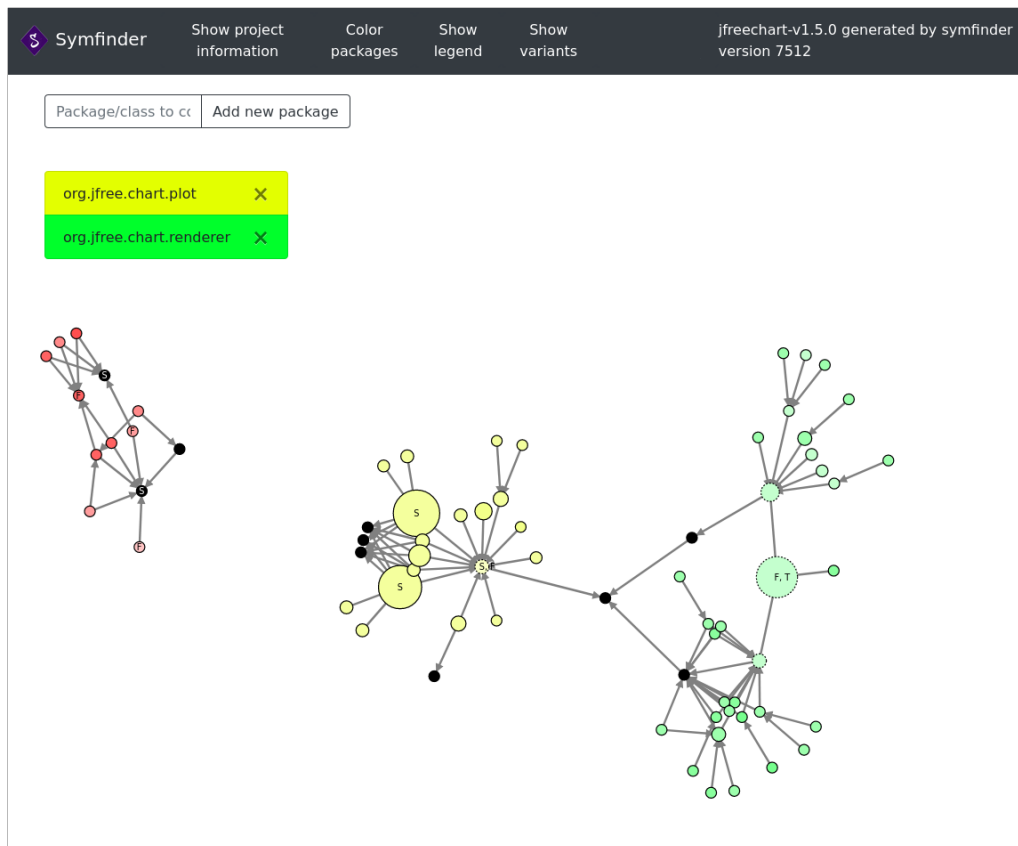 Symfinder
Show project
information
Color
packages
Show
legend
Show
variants
jfreechart-v1.5.0 generated by symfinder
version 7512
Package/class to cc
Add new package
org.jfree.chart.plot ×
org.jfree.chart.renderer ×
S
F
F
S
F
S
S, F
S
F, T